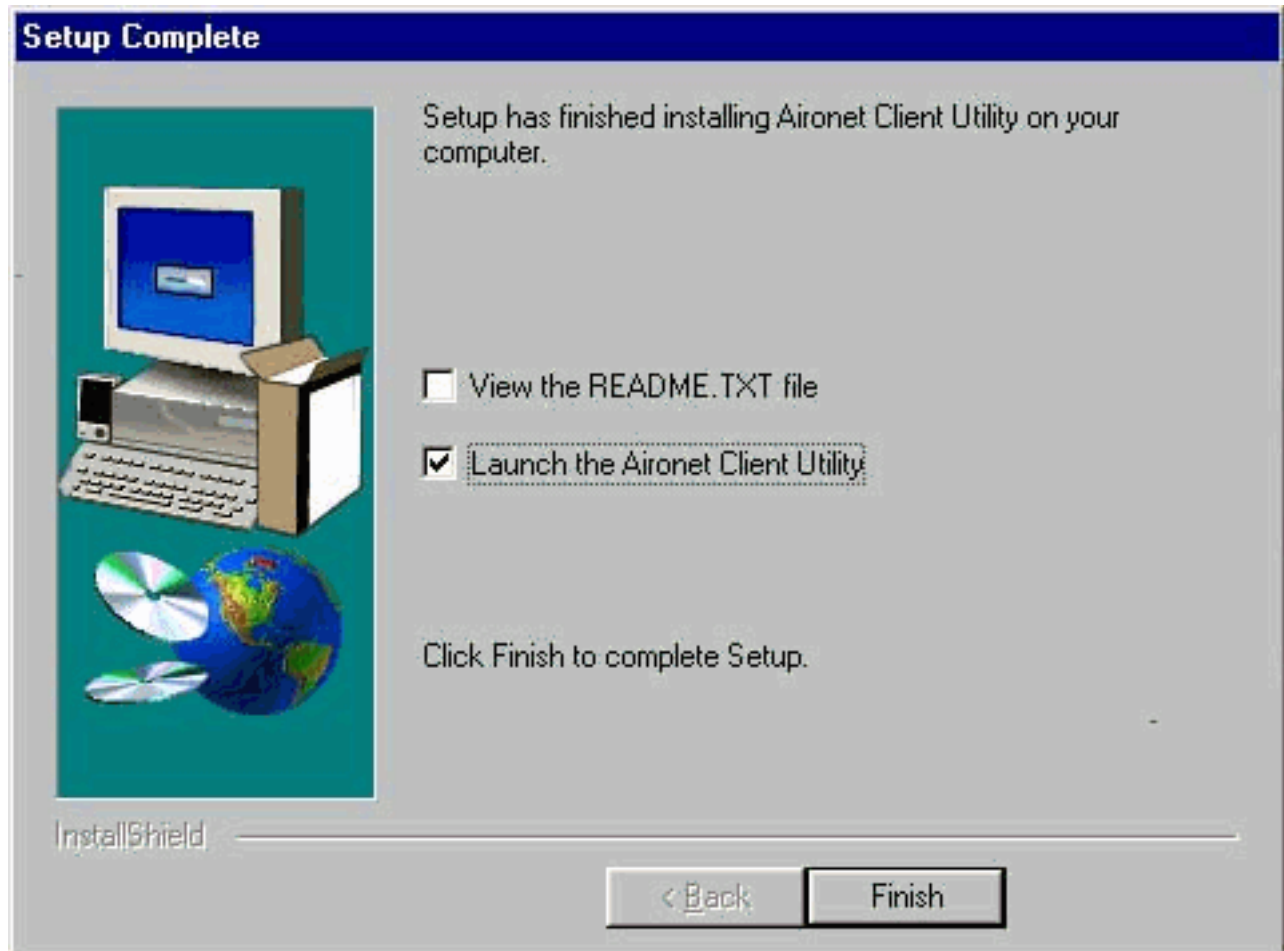 Setup Complete
Setup has finished installing Aironet Client Utility on your
computer.
View the README.TXT file
Launch the Aironet Client Utility
Click Finish to complete Setup.
InstallShield
< Back
Finish